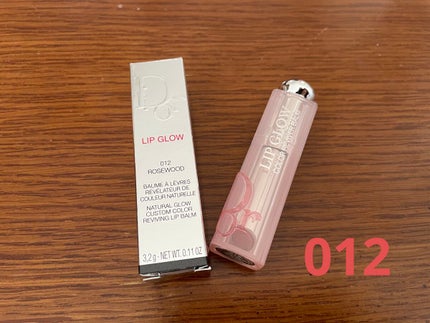 Dior
LIP GLOW
012
ROSEWOOD
BAUME À LÈVRES
RÉVÉLATEUR DE
COULEUR NATURELLE
NATURAL GLOW
CUSTOM COLOR
REVIVING LIP BALM
3,2 g - NET WT. 0.11 OZ
LIP GLOW
Dior
012